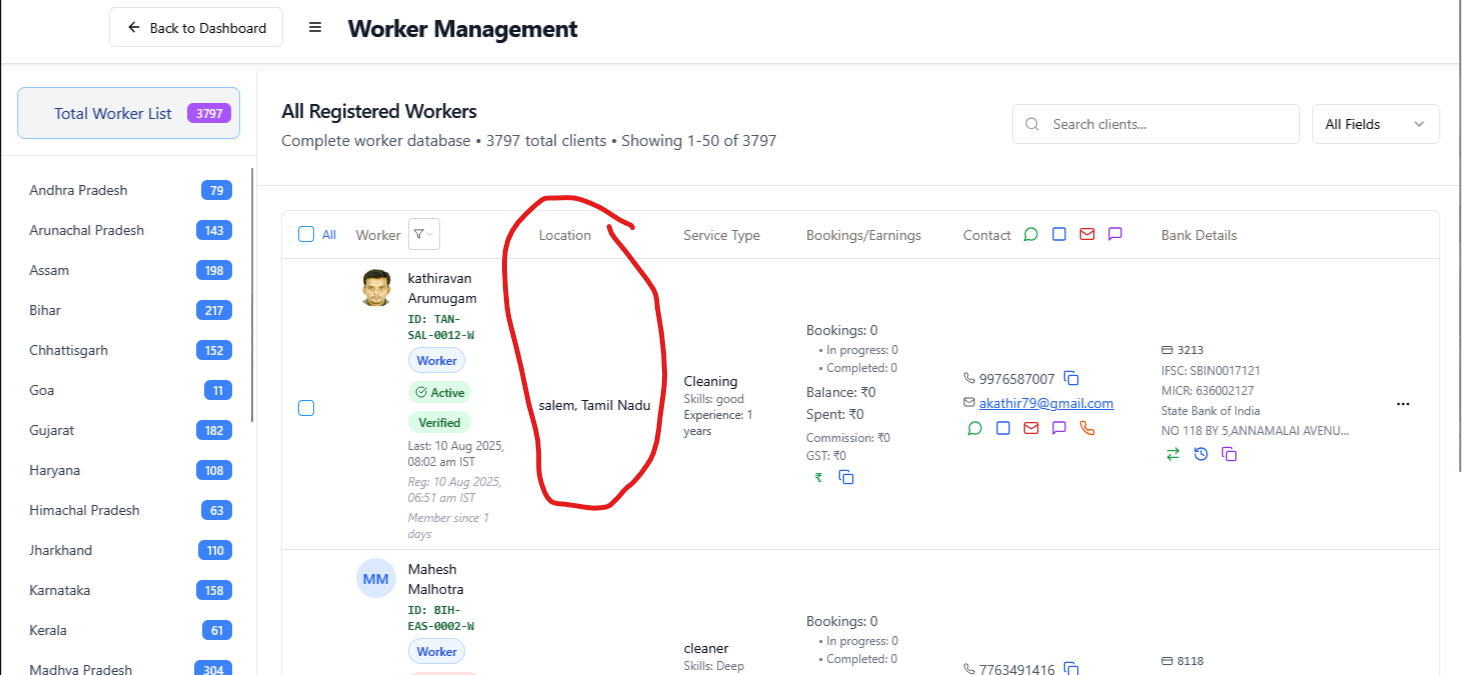 Back to Dashboard
Worker Management
Total Worker List 3797
Andhra Pradesh 79
Arunachal Pradesh 143
Assam 198
Bihar 217
Chhattisgarh 152
Goa 11
Gujarat 182
Haryana 108
Himachal Pradesh 63
Jharkhand 110
Karnataka 158
Kerala 61
Madhya Pradesh 304
All Registered Workers
Complete worker database • 3797 total clients • Showing 1-50 of 3797
Search clients...
All Fields
All Worker Location Service Type Bookings/Earnings Contact Bank Details
kathiravan
Arumugam
ID: TAN-
SAL-0012-W
Worker
Active
Verified
Last: 10 Aug 2025,
08:02 am IST
Reg: 10 Aug 2025,
06:51 am IST
Member since 1
days
salem, Tamil Nadu
Cleaning
Skills: good
Experience: 1
years
Bookings: 0
• In progress: 0
• Completed: 0
Balance: ₹0
Spent: ₹0
Commission: ₹0
GST: ₹0
₹
9976587007
akathir79@gmail.com
3213
IFSC: SBIN0017121
MICR: 636002127
State Bank of India
NO 118 BY 5,ANNAMALAI AVENU...
MM
Mahesh
Malhotra
ID: BIH-
EAS-0002-W
Worker
cleaner
Skills: Deep
Bookings: 0
• In progress: 0
• Completed: 0
7763491416
8118